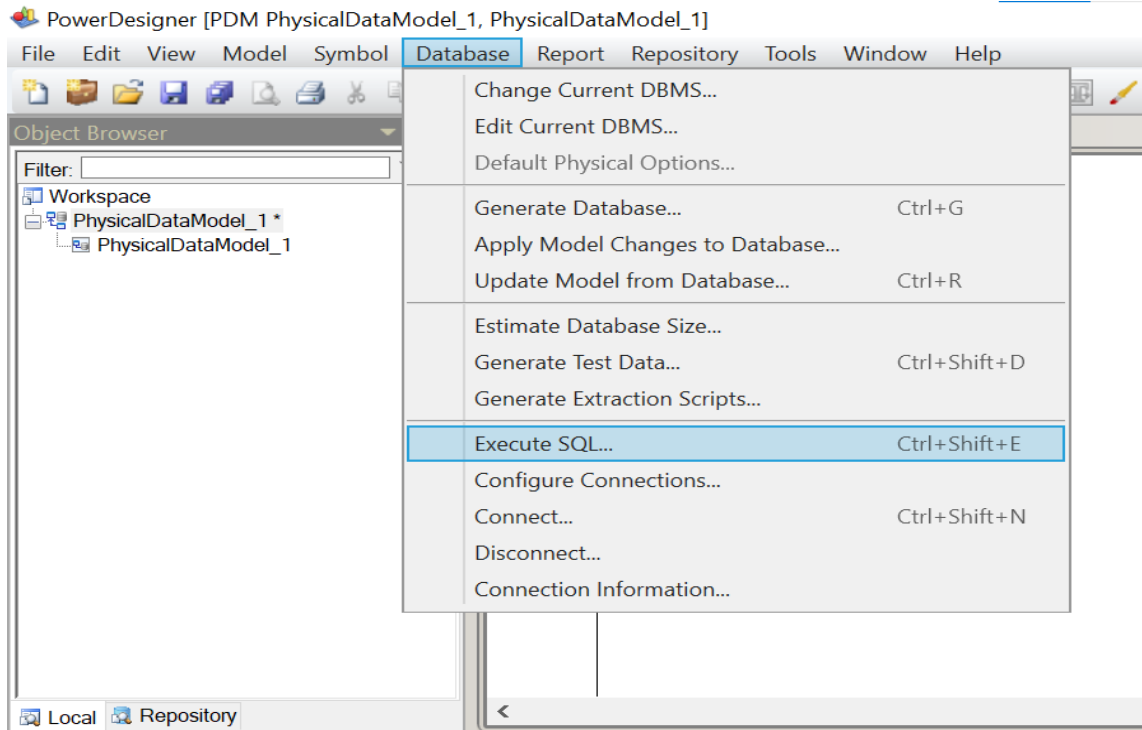 PowerDesigner [PDM PhysicalDataModel_1, PhysicalDataModel_1]
File Edit View Model Symbol Database Report Repository Tools Window Help
Object Browser
Filter:
Workspace
PhysicalDataModel_1 *
PhysicalDataModel_1
Change Current DBMS...
Edit Current DBMS...
Default Physical Options...
Generate Database... Ctrl+G
Apply Model Changes to Database...
Update Model from Database... Ctrl+R
Estimate Database Size...
Generate Test Data... Ctrl+Shift+D
Generate Extraction Scripts...
Execute SQL... Ctrl+Shift+E
Configure Connections...
Connect... Ctrl+Shift+N
Disconnect...
Connection Information...
Local Repository